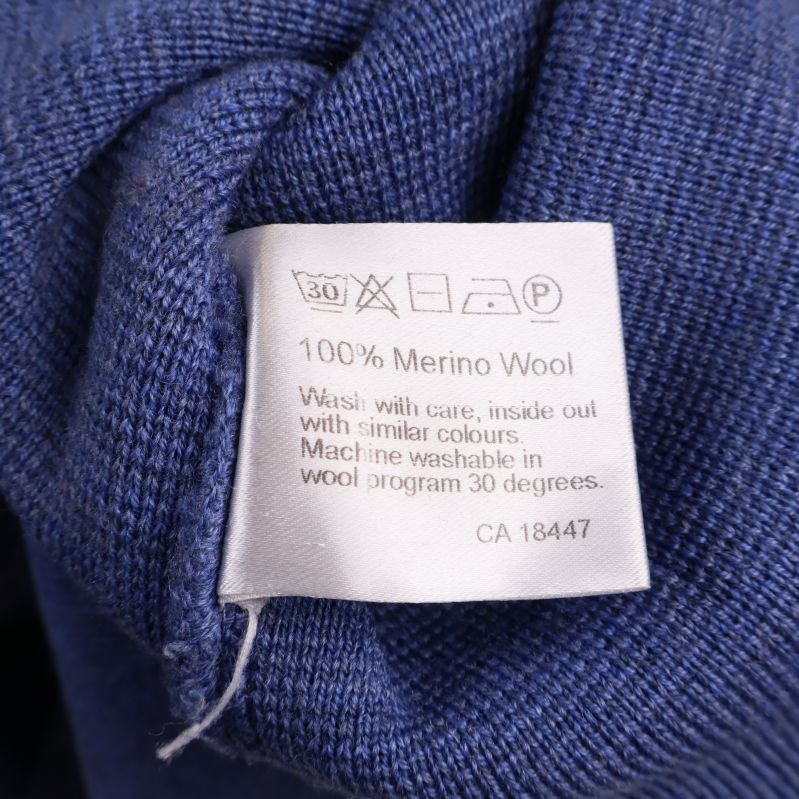 30 P
100% Merino Wool
Wash with care, inside out
with similar colours.
Machine washable in
wool program 30 degrees.
CA 18447